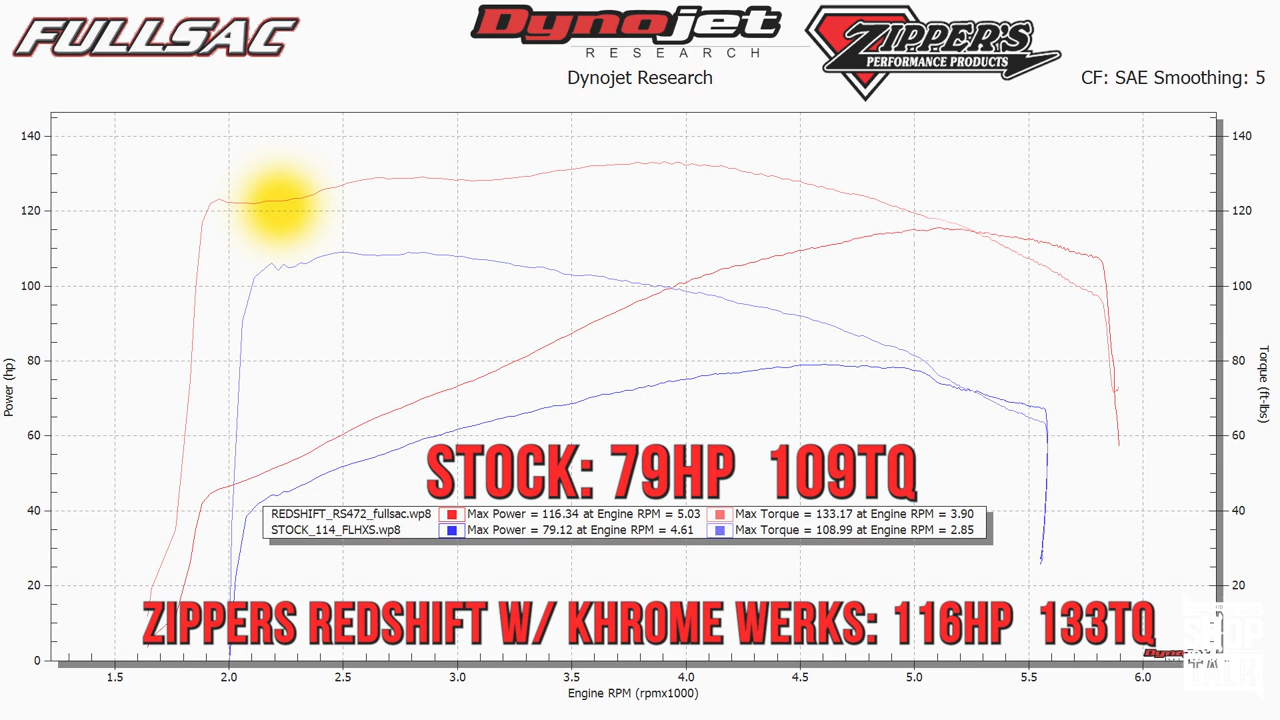 FULLSAC
Dynojet
RESEARCH
ZIPPER'S
PERFORMANCE PRODUCTS
Dynojet Research
CF: SAE Smoothing: 5
140
120
100
80
60
40
20
0
Power (hp)
140
120
100
80
60
40
20
Torque (ft-lbs)
STOCK: 79HP 109TQ
REDSHIFT_RS472_fullsac.wp8 Max Power = 116.34 at Engine RPM = 5.03 Max Torque = 133.17 at Engine RPM = 3.90
STOCK_114_FLHXS.wp8 Max Power = 79.12 at Engine RPM = 4.61 Max Torque = 108.99 at Engine RPM = 2.85
ZIPPERS REDSHIFT W/ KHROME WERKS: 116HP 133TQ
SHOP
TALK
1.5 2.0 2.5 3.0 3.5 4.0 4.5 5.0 5.5 6.0
Engine RPM (rpmx1000)